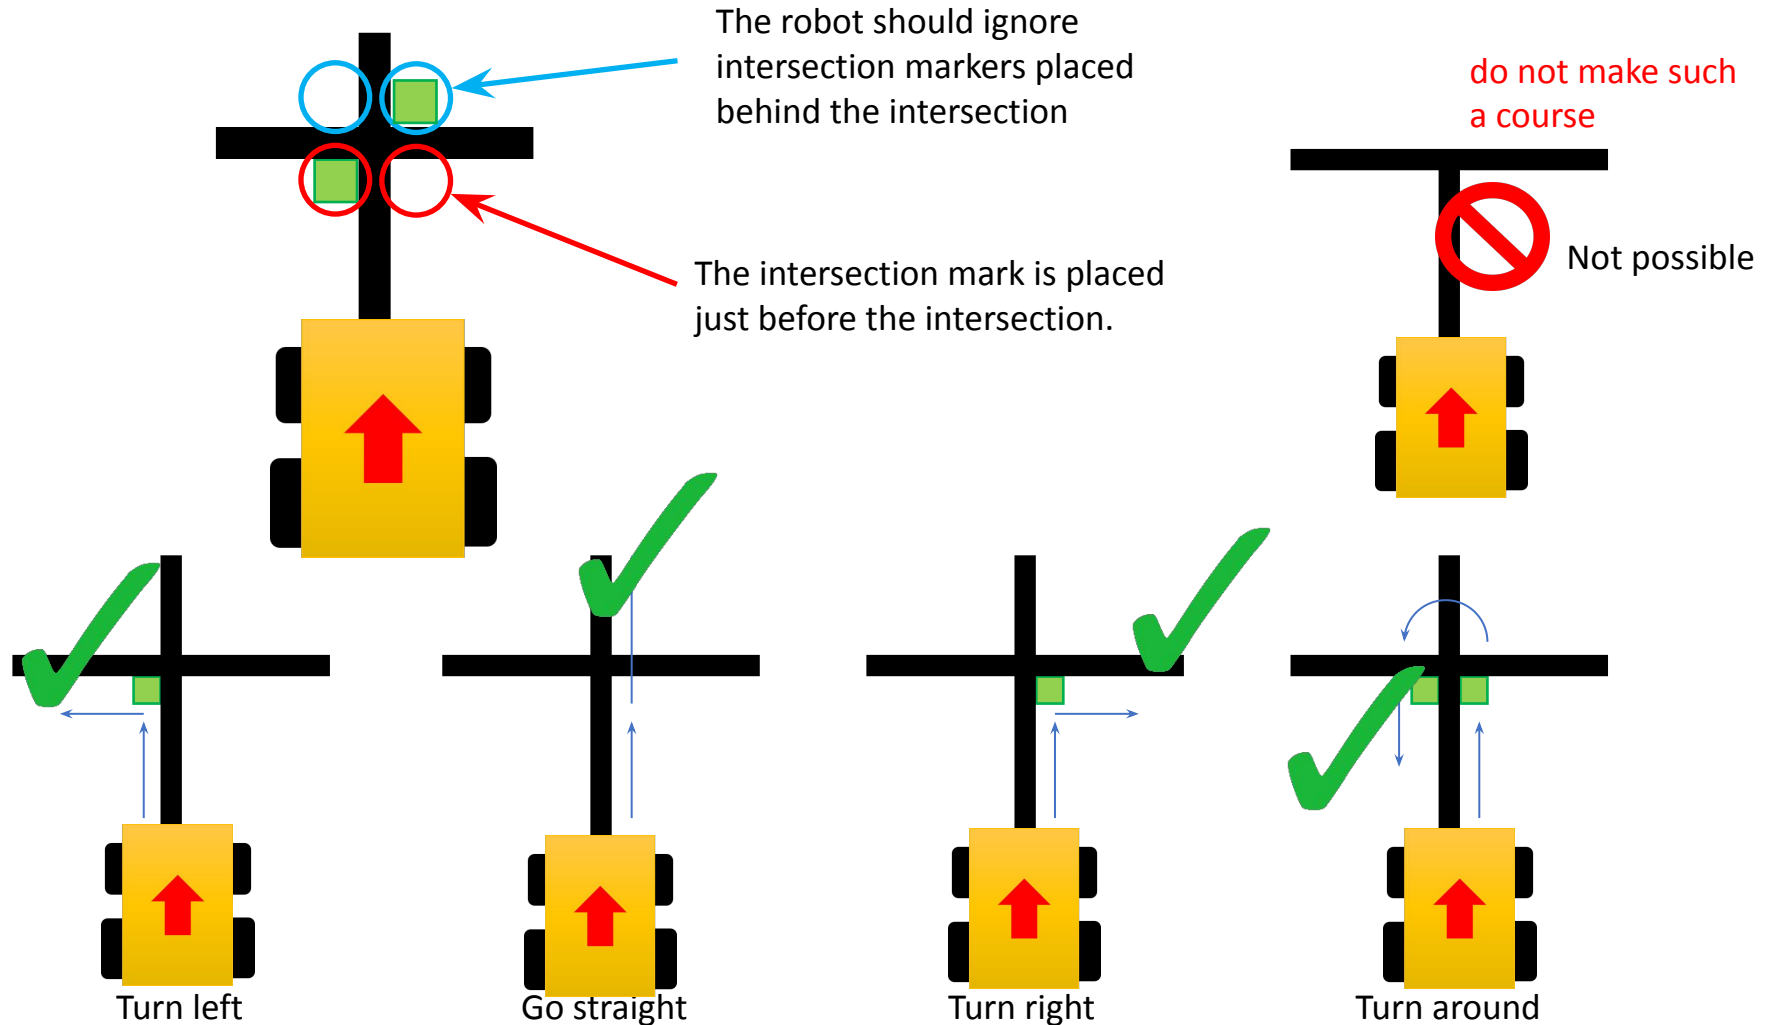 The robot should ignore
intersection markers placed
behind the intersection
do not make such
a course
Not possible
The intersection mark is placed
just before the intersection.
Turn left
Go straight
Turn right
Turn around